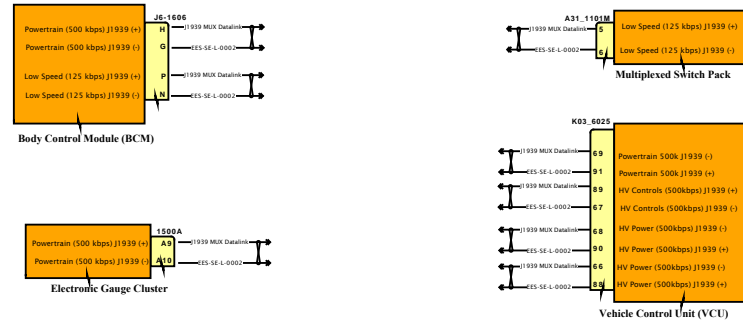 J6-1606
Powertrain (500 kbps) J1939 (+) H J1939 MUX Datalink
Powertrain (500 kbps) J1939 (-) G EES-SE-L-0002
Low Speed (125 kbps) J1939 (+) P J1939 MUX Datalink
Low Speed (125 kbps) J1939 (-) N EES-SE-L-0002
Body Control Module (BCM)
A31_1101M
J1939 MUX Datalink 5 Low Speed (125 kbps) J1939 (+)
EES-SE-L-0002 6 Low Speed (125 kbps) J1939 (-)
Multiplexed Switch Pack
1500A
Powertrain (500 kbps) J1939 (+) A9 J1939 MUX Datalink
Powertrain (500 kbps) J1939 (-) A10 EES-SE-L-0002
Electronic Gauge Cluster
K03_6025
J1939 MUX Datalink 69 Powertrain 500k J1939 (-)
EES-SE-L-0002 91 Powertrain 500k J1939 (+)
J1939 MUX Datalink 89 HV Controls (500kbps) J1939 (+)
EES-SE-L-0002 67 HV Controls (500kbps) J1939 (-)
J1939 MUX Datalink 68 HV Power (500kbps) J1939 (-)
EES-SE-L-0002 90 HV Power (500kbps) J1939 (+)
J1939 MUX Datalink 66 HV Power (500kbps) J1939 (-)
EES-SE-L-0002 88 HV Power (500kbps) J1939 (+)
Vehicle Control Unit (VCU)